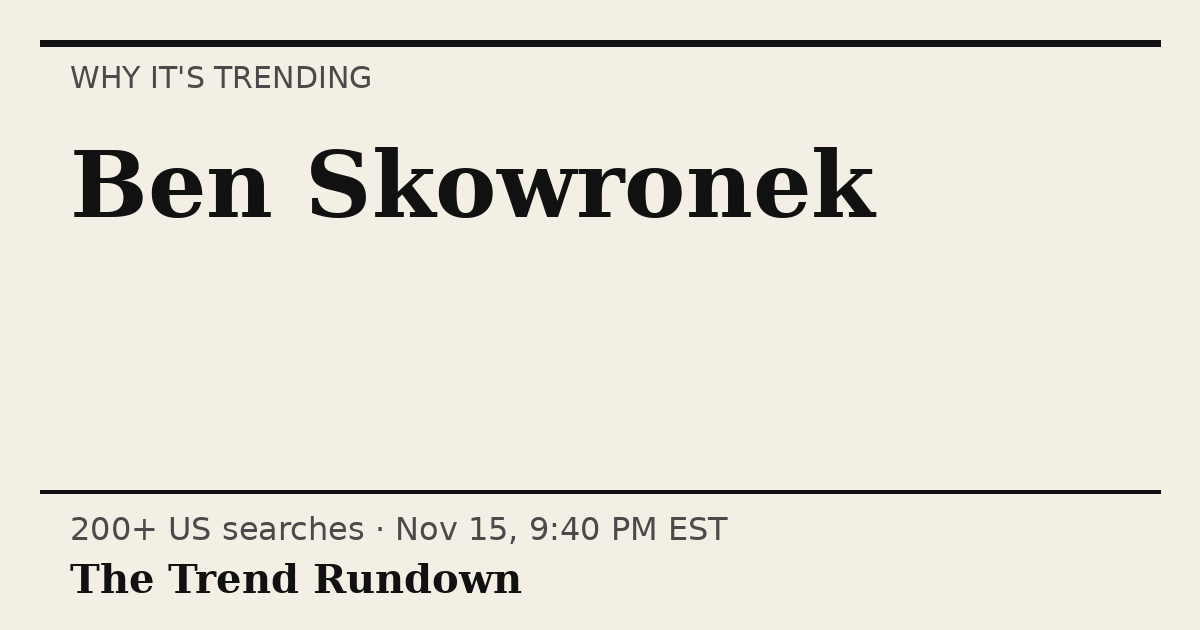 WHY IT'S TRENDING
Ben Skowronek
200+ US searches · Nov 15, 9:40 PM EST
The Trend Rundown